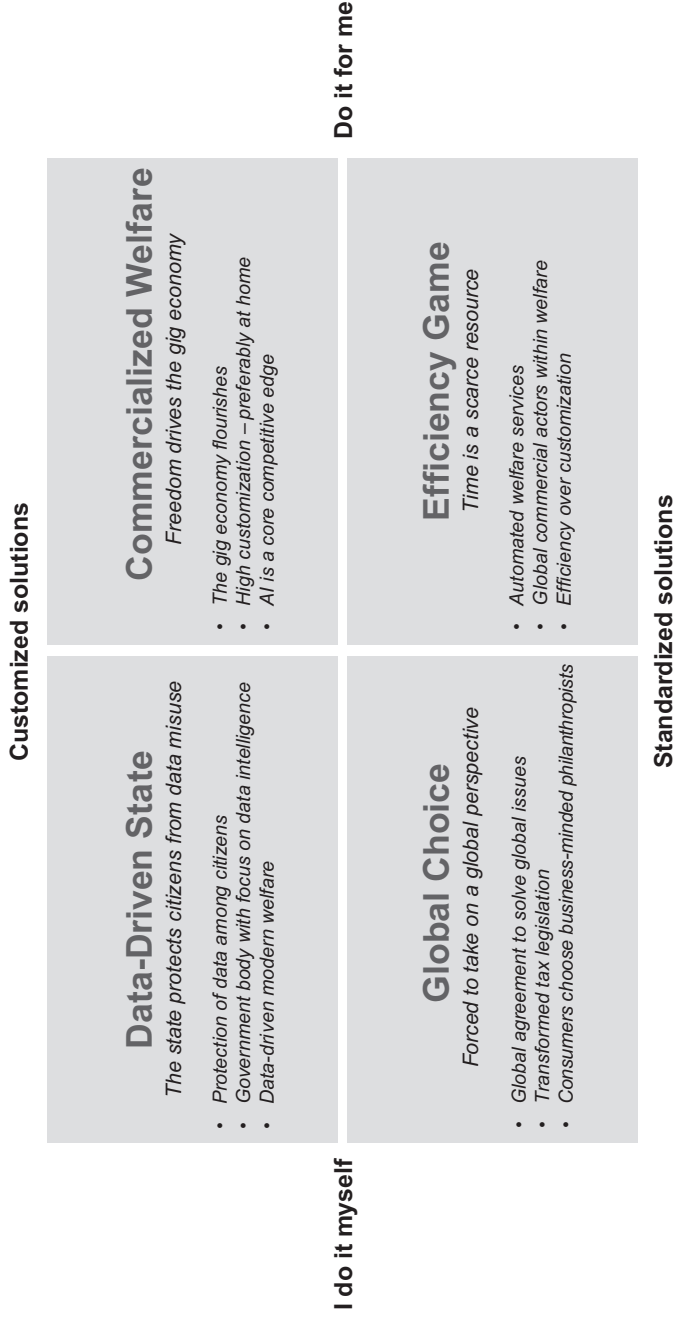 Customized solutions
I do it myself
Do it for me
Data-Driven State
The state protects citizens from data misuse
• Protection of data among citizens
• Government body with focus on data intelligence
• Data-driven modern welfare
Commercialized Welfare
Freedom drives the gig economy
• The gig economy flourishes
• High customization – preferably at home
• AI is a core competitive edge
Global Choice
Forced to take on a global perspective
• Global agreement to solve global issues
• Transformed tax legislation
• Consumers choose business-minded philanthropists
Efficiency Game
Time is a scarce resource
• Automated welfare services
• Global commercial actors within welfare
• Efficiency over customization
Standardized solutions